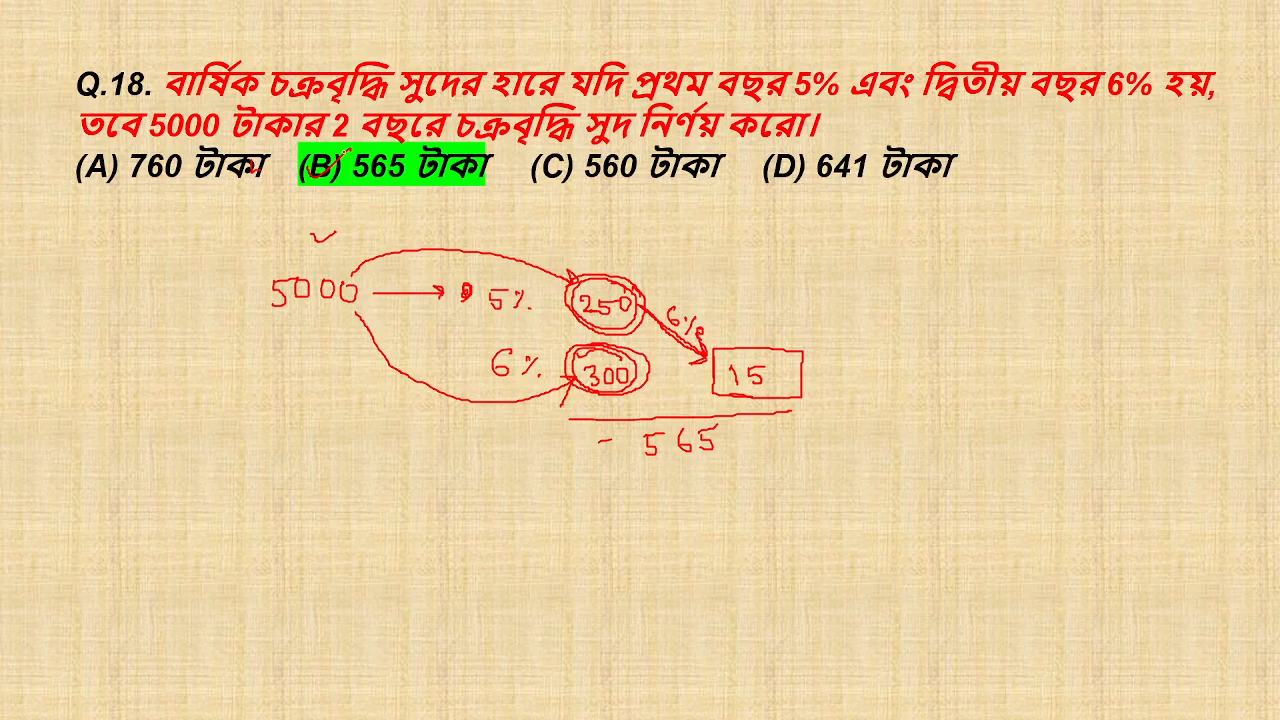 Q.18. বার্ষিক চক্রবৃদ্ধি সুদের হারে যদি প্রথম বছর 5% এবং দ্বিতীয় বছর 6% হয়,
তবে 5000 টাকার 2 বছরে চক্রবৃদ্ধি সুদ নির্ণয় করো।
(A) 760 টাকা (B) 565 টাকা (C) 560 টাকা (D) 641 টাকা
5000 → 5% 250 6%
6% 300 15
- 565